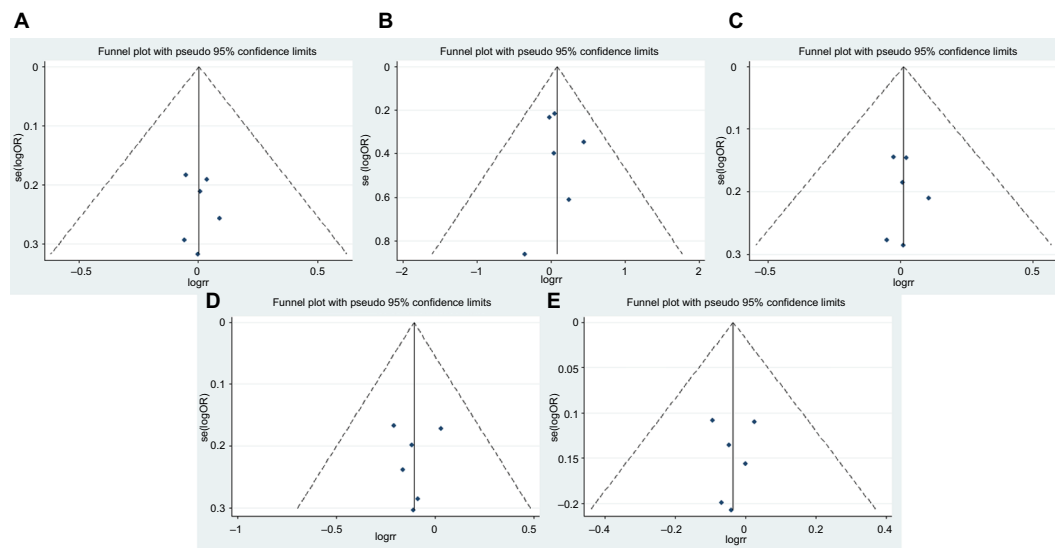 A
Funnel plot with pseudo 95% confidence limits
0
0.1
0.2
0.3
se(logOR)
–0.5 0 0.5
logrr
B
Funnel plot with pseudo 95% confidence limits
0
0.2
0.4
0.6
0.8
se (logOR)
–2 –1 0 1 2
logrr
C
Funnel plot with pseudo 95% confidence limits
0
0.1
0.2
0.3
se(logOR)
–0.5 0 0.5
logrr
D
Funnel plot with pseudo 95% confidence limits
0
0.1
0.2
0.3
se(logOR)
–1 –0.5 0 0.5
logrr
E
Funnel plot with pseudo 95% confidence limits
0
0.05
0.1
0.15
–0.2
se(logOR)
–0.4 –0.2 0 0.2 0.4
logrr